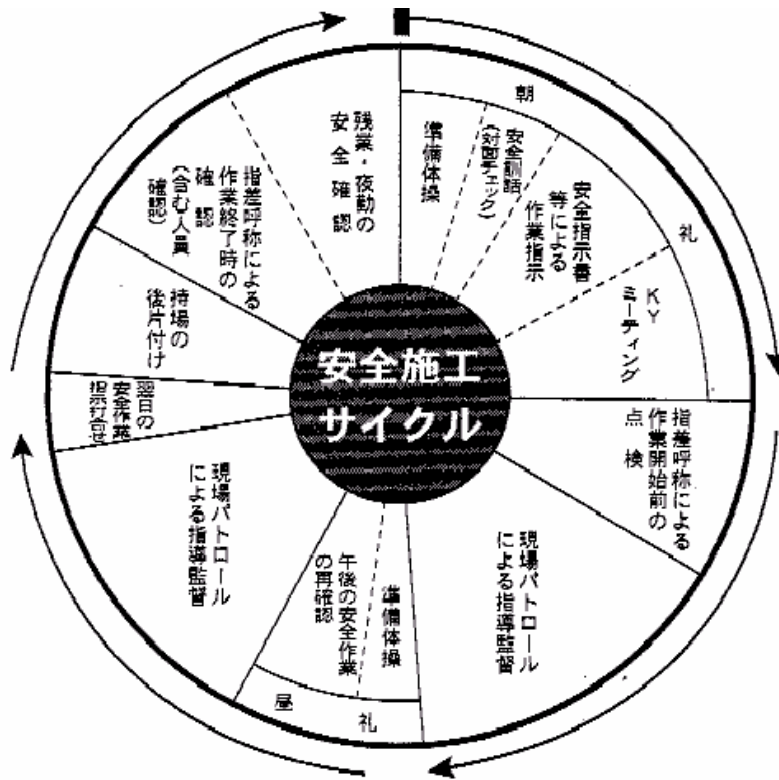 安全施工
サイクル
朝
礼
準備体操
安全訓話
(対面チェック)
安全指示書
等による
作業指示
KY
ミーティング
指差呼称による
作業開始前の
点検
現場パトロール
による指導監督
昼
礼
準備体操
午後の安全作業
の再確認
現場パトロール
による指導監督
翌日の
安全作業
指示打合せ
持場の
後片付け
指差呼称による
作業終了時の
確認
(含む人員
確認)
残業・夜勤の
安全確認